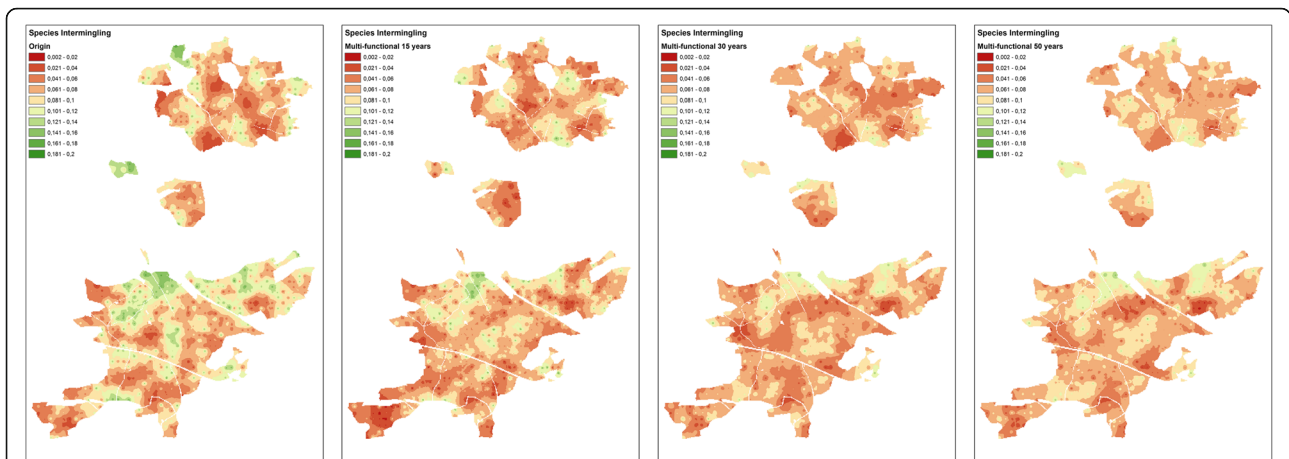 Species Intermingling
Origin
0,002 - 0,02
0,021 - 0,04
0,041 - 0,06
0,061 - 0,08
0,081 - 0,1
0,101 - 0,12
0,121 - 0,14
0,141 - 0,16
0,161 - 0,18
0,181 - 0,2
Species Intermingling
Multi-functional 15 years
0,002 - 0,02
0,021 - 0,04
0,041 - 0,06
0,061 - 0,08
0,081 - 0,1
0,101 - 0,12
0,121 - 0,14
0,141 - 0,16
0,161 - 0,18
0,181 - 0,2
Species Intermingling
Multi-functional 30 years
0,002 - 0,02
0,021 - 0,04
0,041 - 0,06
0,061 - 0,08
0,081 - 0,1
0,101 - 0,12
0,121 - 0,14
0,141 - 0,16
0,161 - 0,18
0,181 - 0,2
Species Intermingling
Multi-functional 50 years
0,002 - 0,02
0,021 - 0,04
0,041 - 0,06
0,061 - 0,08
0,081 - 0,1
0,101 - 0,12
0,121 - 0,14
0,141 - 0,16
0,161 - 0,18
0,181 - 0,2